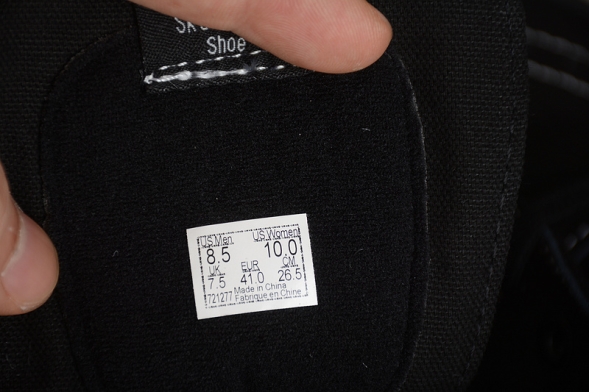 Shoe
US Men US Women
8.5 10.0
UK EUR CM
7.5 41.0 26.5
Made in China
721277 Fabrique en Chine